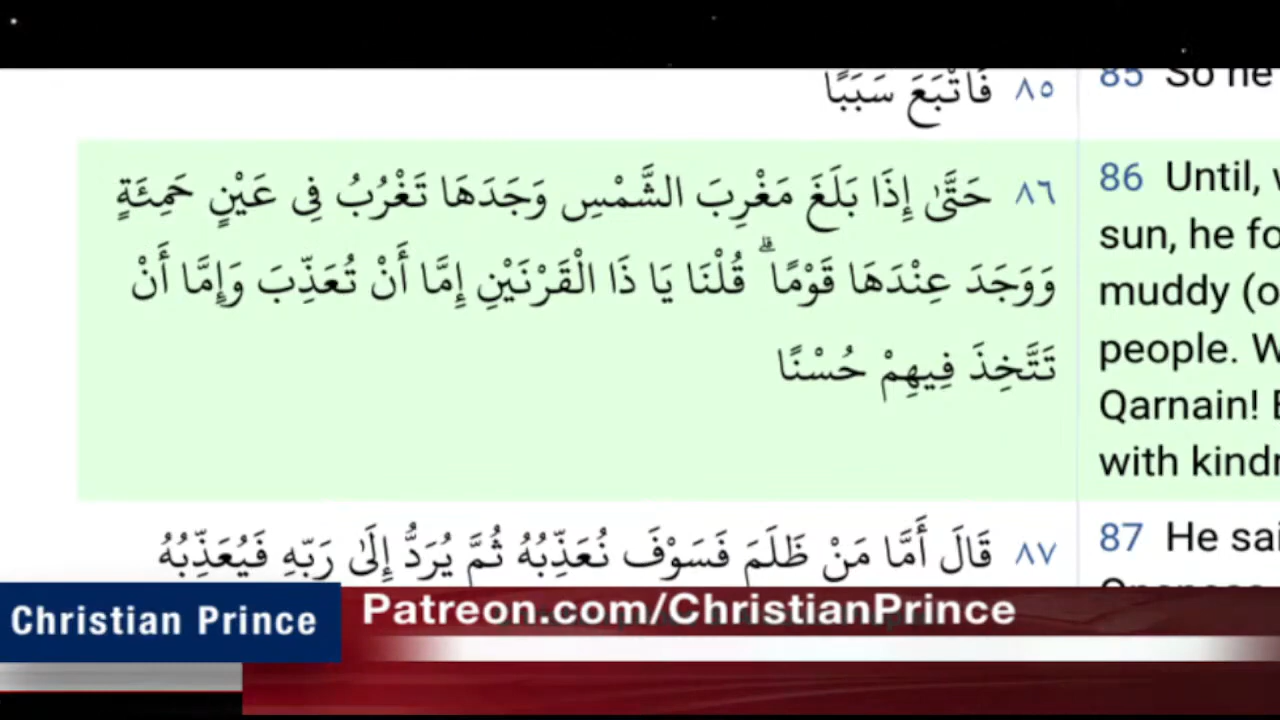 ٨٥ فَاتْبَعَ سَبَبًا
85 So he
٨٦ حَتَّىٰ إِذَا بَلَغَ مَغْرِبَ الشَّمْسِ وَجَدَهَا تَغْرُبُ فِي عَيْنٍ حَمِئَةٍ
وَوَجَدَ عِنْدَهَا قَوْمًا ۗ قُلْنَا يَا ذَا الْقَرْنَيْنِ إِمَّا أَنْ تُعَذِّبَ وَإِمَّا أَنْ
تَتَّخِذَ فِيهِمْ حُسْنًا
86 Until,
sun, he fo
muddy (o
people. W
Qarnain! E
with kindr
٨٧ قَالَ أَمَّا مَنْ ظَلَمَ فَسَوْفَ نُعَذِّبُهُ ثُمَّ يُرَدُّ إِلَىٰ رَبِّهِ فَيُعَذِّبُهُ
87 He sai
Christian Prince
Patreon.com/ChristianPrince